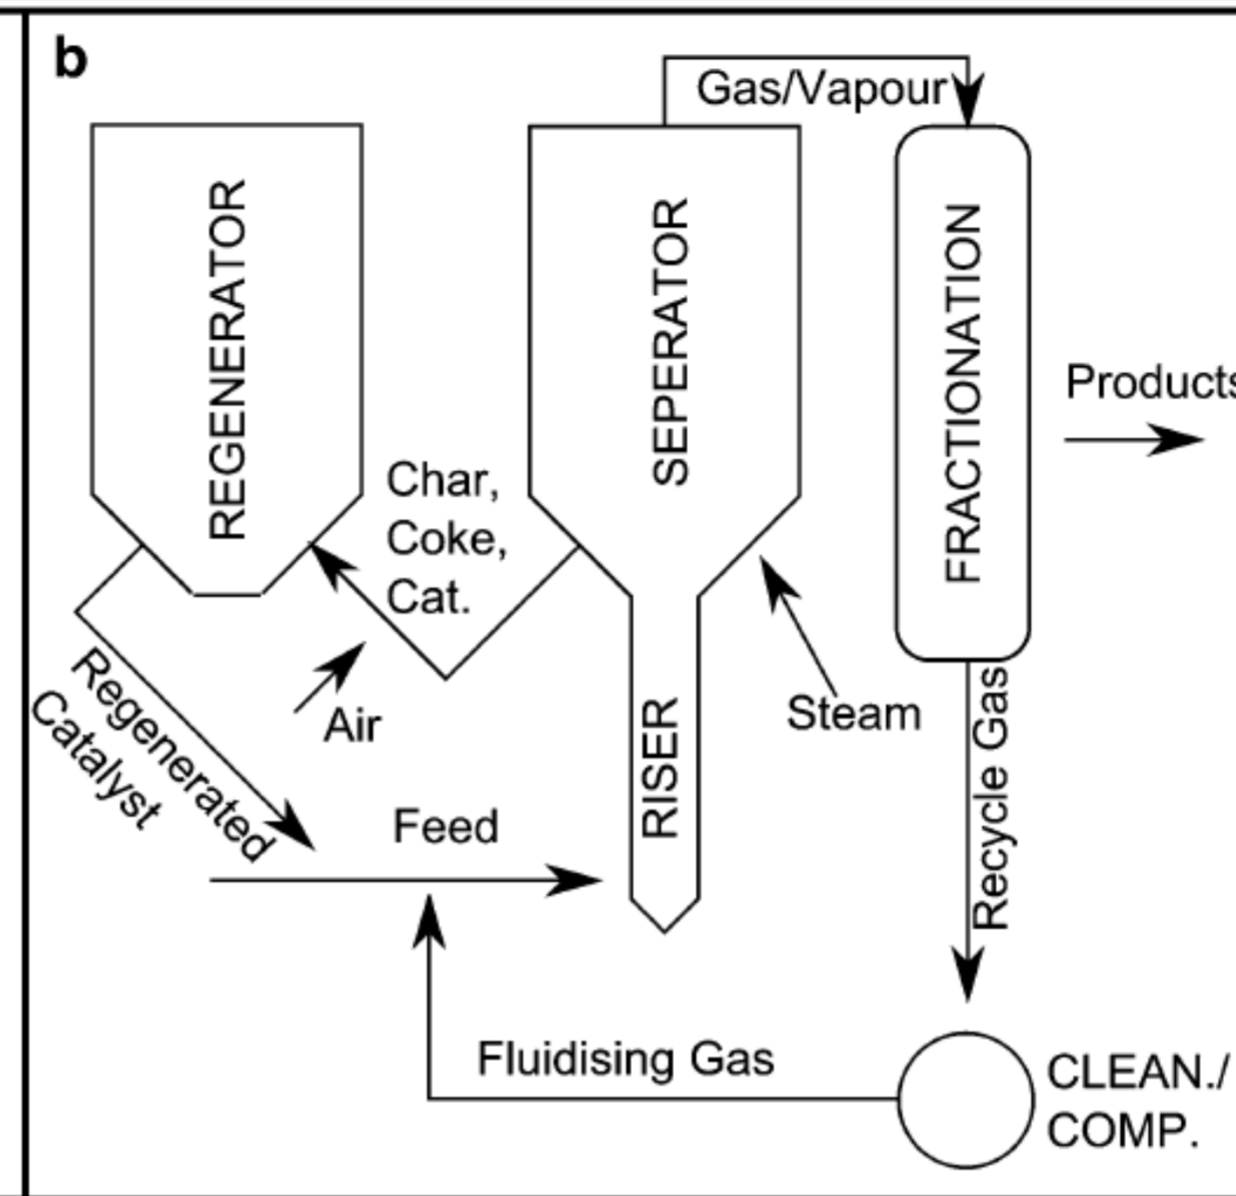 b
Gas/Vapour
REGENERATOR
SEPERATOR
FRACTIONATION
Products
Char,
Coke,
Cat.
Air
Steam
Regenerated
Catalyst
RISER
Feed
Recycle Gas
Fluidising Gas
CLEAN./
COMP.